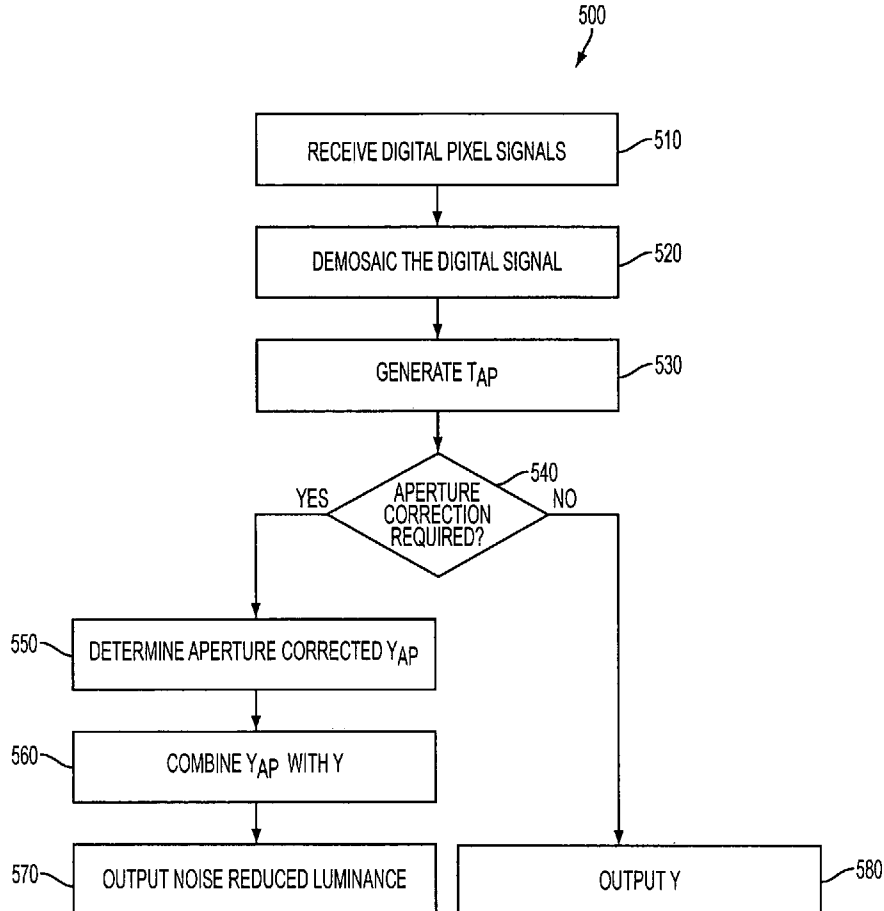 500
RECEIVE DIGITAL PIXEL SIGNALS
510
DEMOSAIC THE DIGITAL SIGNAL
520
GENERATE TAP
530
540
YES
APERTURE
CORRECTION
REQUIRED?
NO
550
DETERMINE APERTURE CORRECTED YAP
560
COMBINE YAP WITH Y
570
OUTPUT NOISE REDUCED LUMINANCE
OUTPUT Y
580